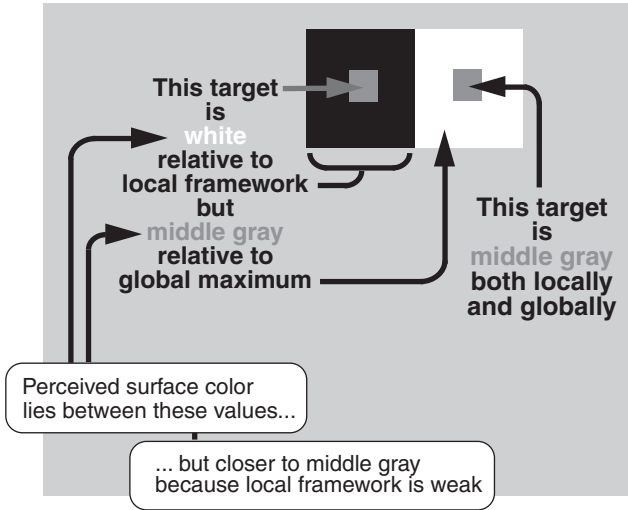 This target
is
white
relative to
local framework
but
middle gray
relative to
global maximum
This target
is
middle gray
both locally
and globally
Perceived surface color
lies between these values...
... but closer to middle gray
because local framework is weak